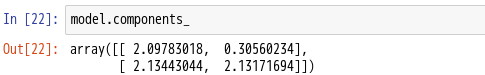 In [22]: model.components_
Out[22]: array([[ 2.09783018, 0.30560234],
[ 2.13443044, 2.13171694]])